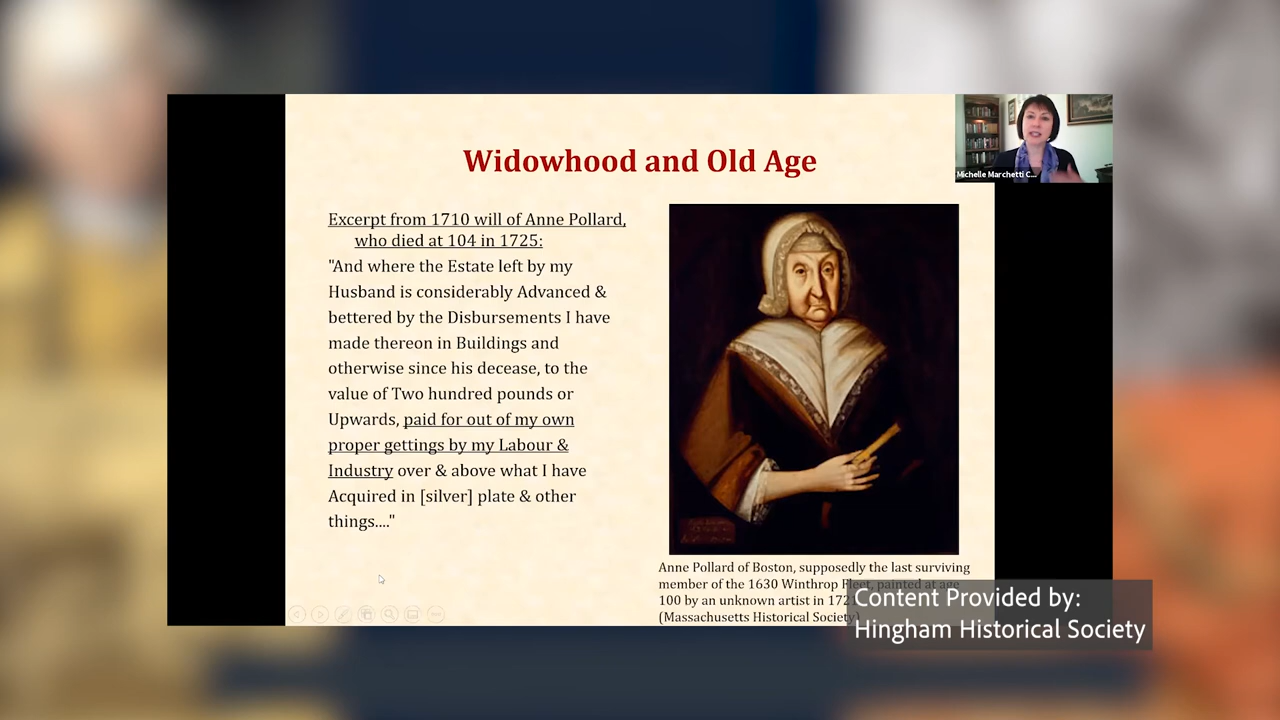 Widowhood and Old Age
Michelle Marchetti C...
Excerpt from 1710 will of Anne Pollard,
who died at 104 in 1725:
"And where the Estate left by my
Husband is considerably Advanced &
bettered by the Disbursements I have
made thereon in Buildings and
otherwise since his decease, to the
value of Two hundred pounds or
Upwards, paid for out of my own
proper gettings by my Labour &
Industry over & above what I have
Acquired in [silver] plate & other
things...."
Anne Pollard of Boston, supposedly the last surviving
member of the 1630 Winthrop Fleet, painted at age
100 by an unknown artist in 1721
(Massachusetts Historical Society)
Content Provided by:
Hingham Historical Society